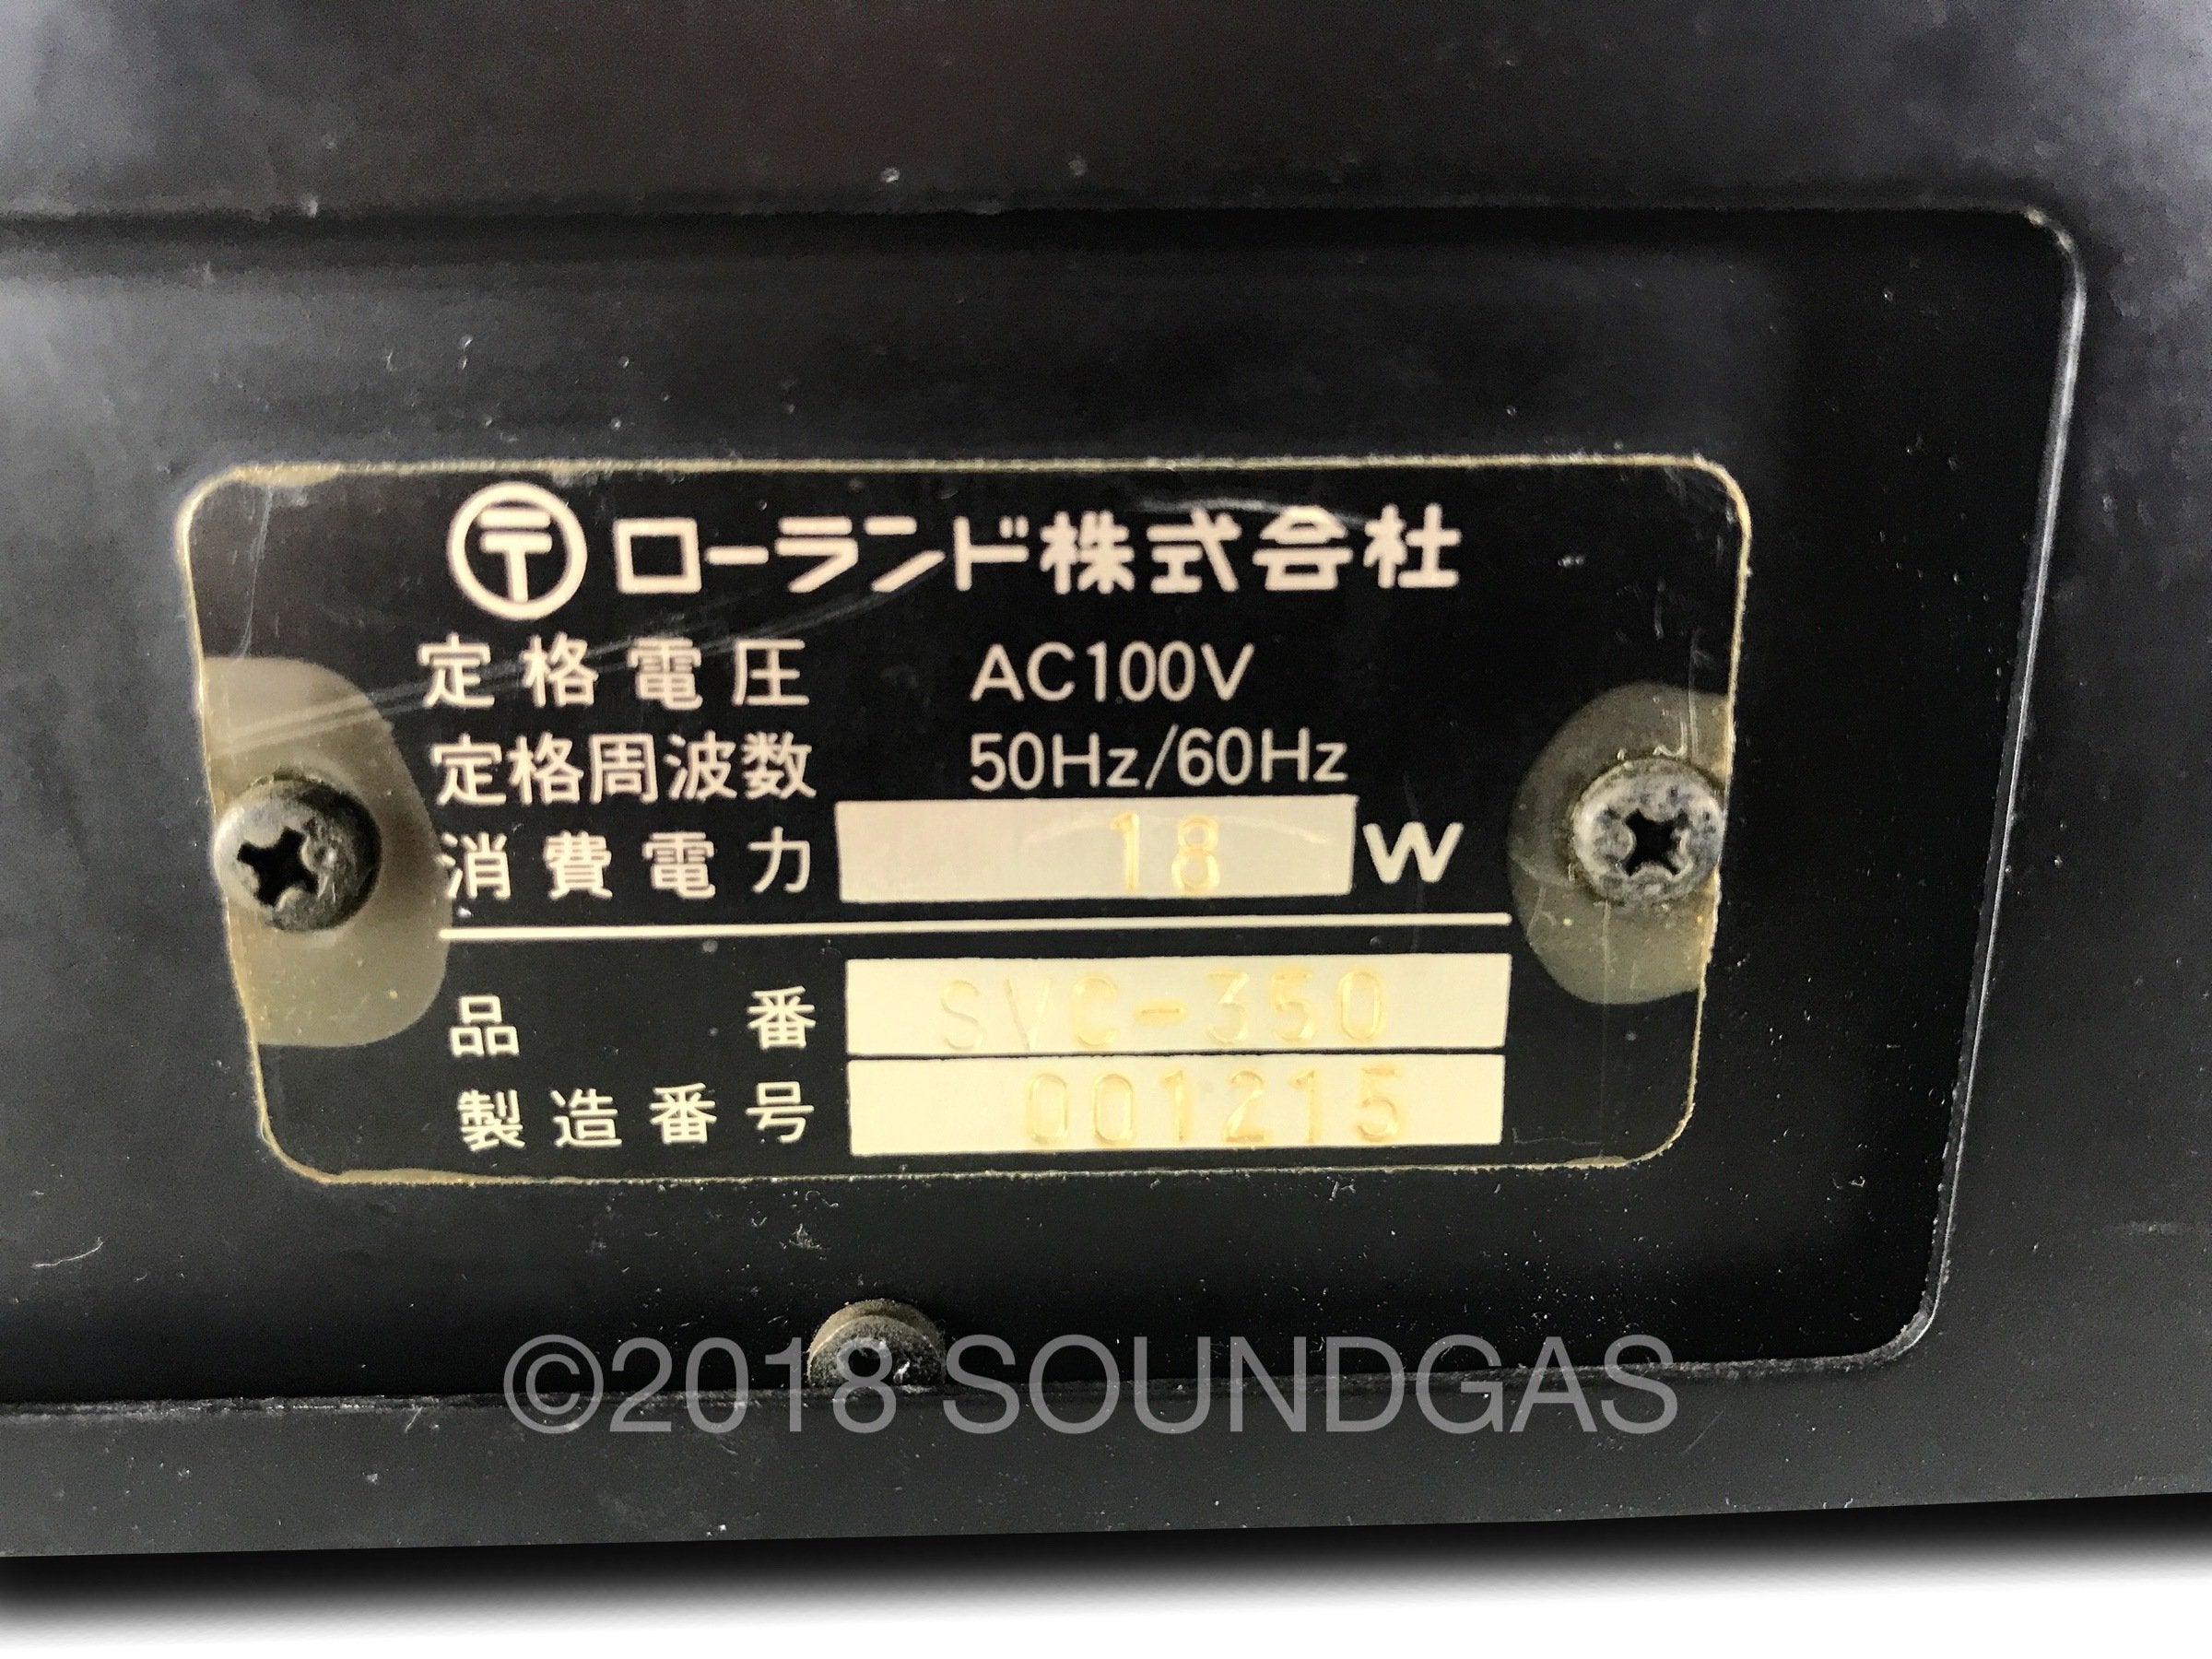 〒ローランド株式会社
定格電圧 AC100V
定格周波数 50Hz/60Hz
消費電力 18 W
品番 SVC-350
製造番号 001215
©2018 SOUNDGAS